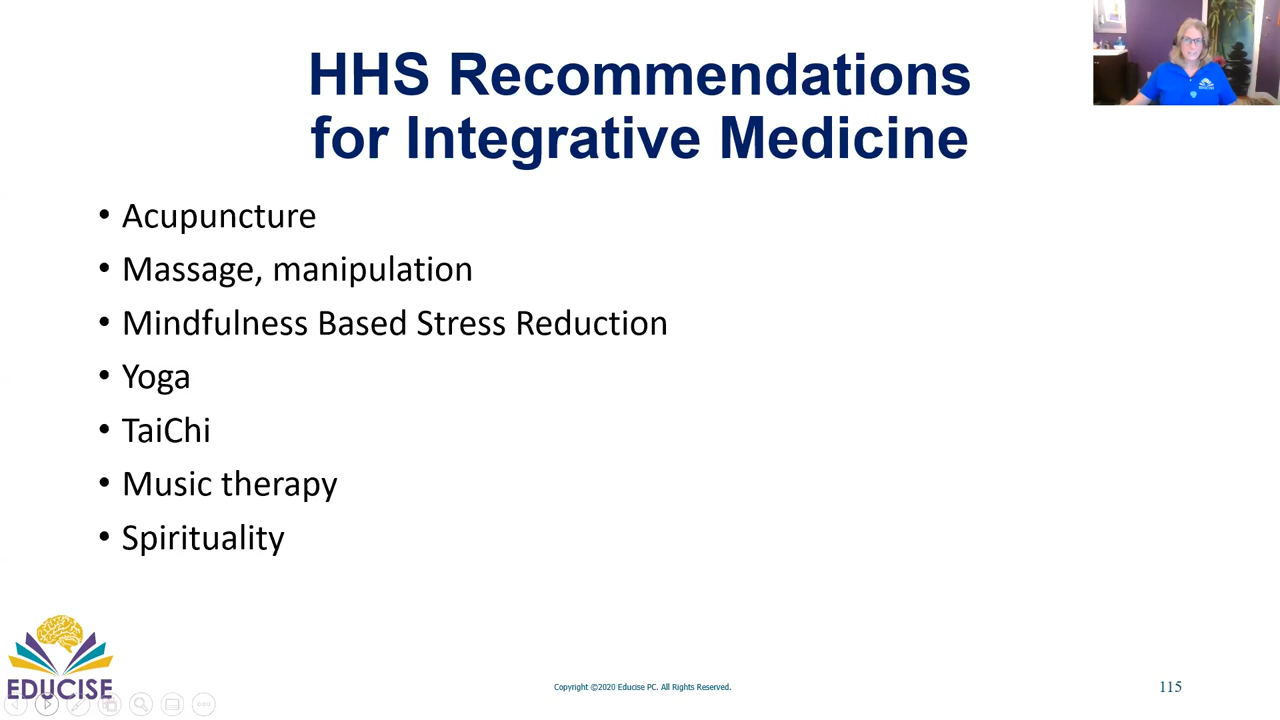 HHS Recommendations
for Integrative Medicine
• Acupuncture
• Massage, manipulation
• Mindfulness Based Stress Reduction
• Yoga
• TaiChi
• Music therapy
• Spirituality
EDUCISE
EDUCISE
Copyright ©2020 Educise PC. All Rights Reserved.
115